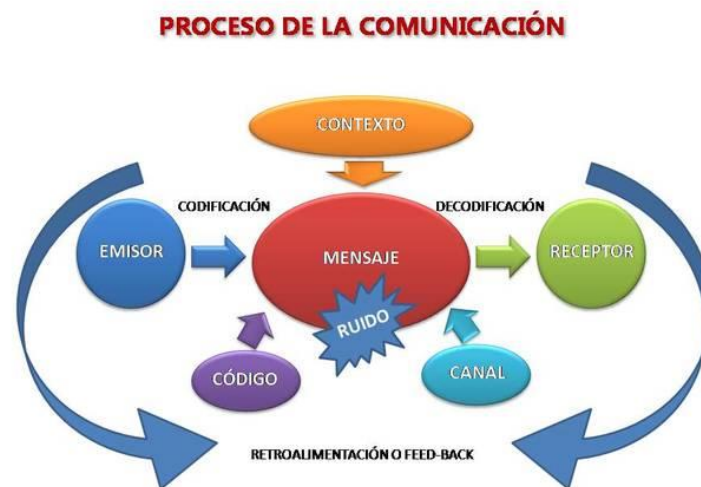 PROCESO DE LA COMUNICACIÓN
CONTEXTO
CODIFICACIÓN
DECODIFICACIÓN
EMISOR
MENSAJE
RECEPTOR
RUIDO
CÓDIGO
CANAL
RETROALIMENTACIÓN O FEED-BACK